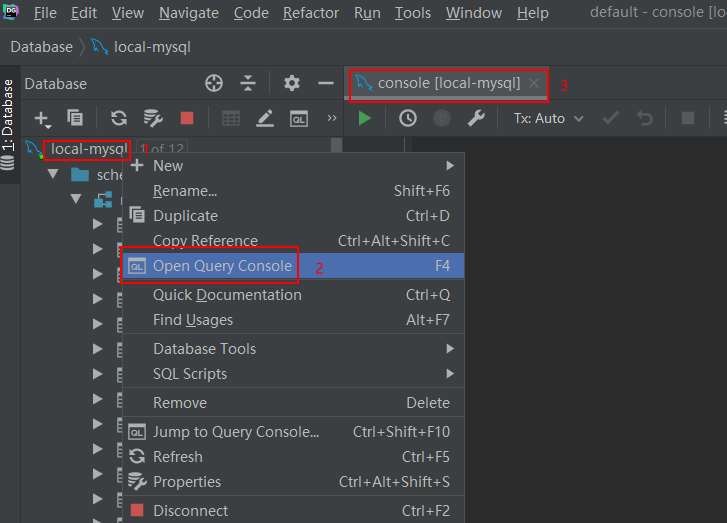 DG File Edit View Navigate Code Refactor Run Tools Window Help default - console [lo
Database local-mysql
Database console [local-mysql] 3
1: Database
Tx: Auto
local-mysql 1 1 of 12
sche
New
Rename... Shift+F6
Duplicate Ctrl+D
Copy Reference Ctrl+Alt+Shift+C
QL Open Query Console 2 F4
Quick Documentation Ctrl+Q
Find Usages Alt+F7
Database Tools
SQL Scripts
Remove Delete
QL Jump to Query Console... Ctrl+Shift+F10
Refresh Ctrl+F5
Properties Ctrl+Alt+Shift+S
Disconnect Ctrl+F2